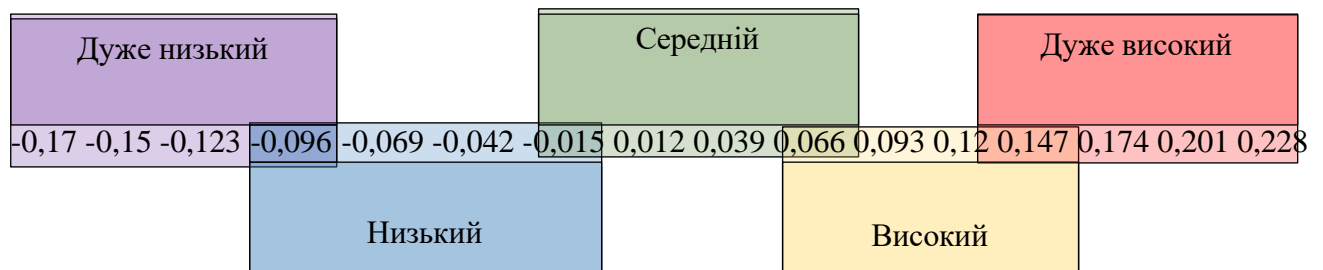 Дуже низький
Середній
Дуже високий
-0,17 -0,15 -0,123 -0,096 -0,069 -0,042 -0,015 0,012 0,039 0,066 0,093 0,12 0,147 0,174 0,201 0,228
Низький
Високий